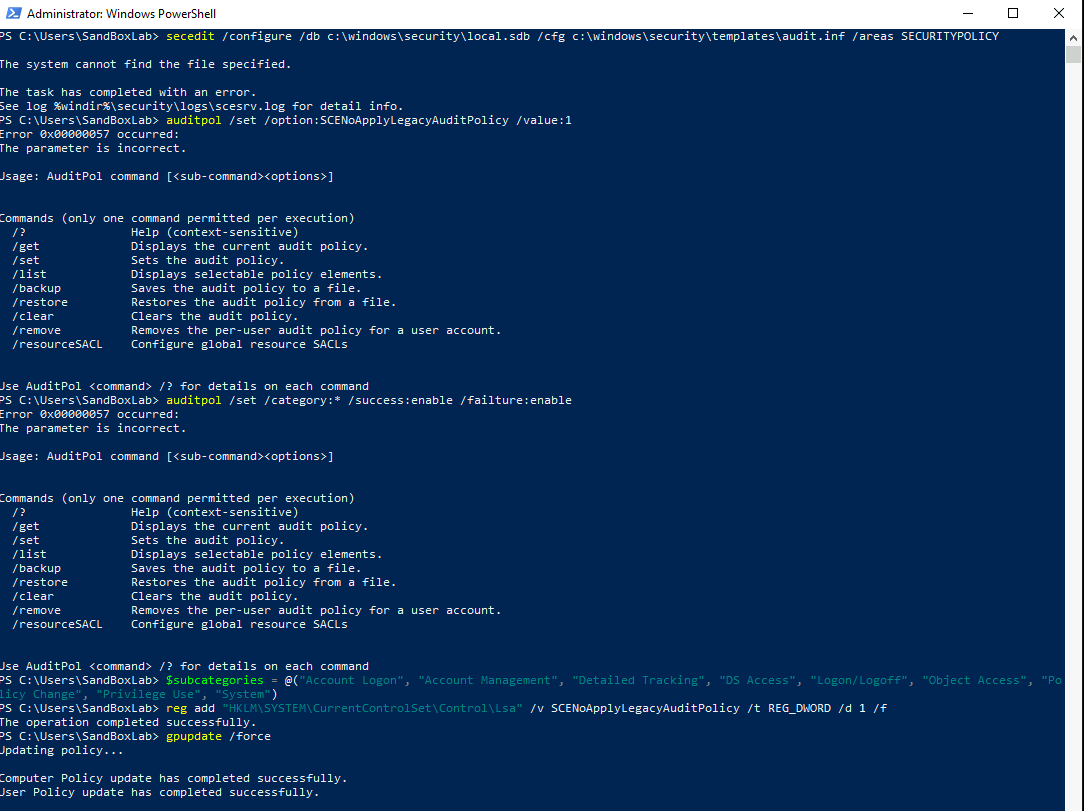 Administrator: Windows PowerShell
PS C:\Users\SandBoxLab> secedit /configure /db c:\windows\security\local.sdb /cfg c:\windows\security\templates\audit.inf /areas SECURITYPOLICY
The system cannot find the file specified.
The task has completed with an error.
See log %windir%\security\logs\scesrv.log for detail info.
PS C:\Users\SandBoxLab> auditpol /set /option:SCENoApplyLegacyAuditPolicy /value:1
Error 0x00000057 occurred:
The parameter is incorrect.
Usage: AuditPol command [<sub-command><options>]
Commands (only one command permitted per execution)
/? Help (context-sensitive)
/get Displays the current audit policy.
/set Sets the audit policy.
/list Displays selectable policy elements.
/backup Saves the audit policy to a file.
/restore Restores the audit policy from a file.
/clear Clears the audit policy.
/remove Removes the per-user audit policy for a user account.
/resourceSACL Configure global resource SACLs
Use AuditPol <command> /? for details on each command
PS C:\Users\SandBoxLab> auditpol /set /category:* /success:enable /failture:enable
Error 0x00000057 occurred:
The parameter is incorrect.
Usage: AuditPol command [<sub-command><options>]
Commands (only one command permitted per execution)
/? Help (context-sensitive)
/get Displays the current audit policy.
/set Sets the audit policy.
/list Displays selectable policy elements.
/backup Saves the audit policy to a file.
/restore Restores the audit policy from a file.
/clear Clears the audit policy.
/remove Removes the per-user audit policy for a user account.
/resourceSACL Configure global resource SACLs
Use AuditPol <command> /? for details on each command
PS C:\Users\SandBoxLab> $subcategories = @("Account Logon", "Account Management", "Detailed Tracking", "DS Access", "Logon/Logoff", "Object Access", "Po
licy Change", "Privilege Use", "System")
PS C:\Users\SandBoxLab> reg add "HKLM\SYSTEM\CurrentControlSet\Control\Lsa" /v SCENoApplyLegacyAuditPolicy /t REG_DWORD /d 1 /f
The operation completed successfully.
PS C:\Users\SandBoxLab> gpupdate /force
Updating policy...
Computer Policy update has completed successfully.
User Policy update has completed successfully.